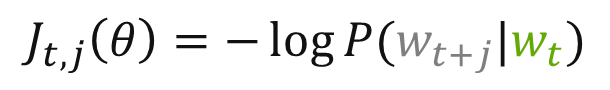 J_{t,j}(θ) = − log P(w_{t+j}|w_t)